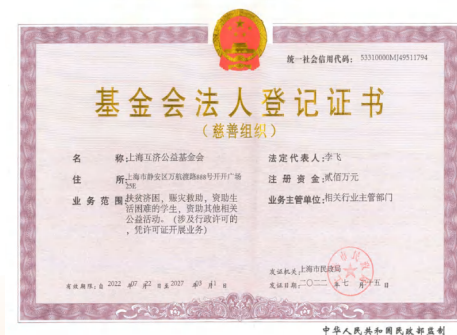 统一社会信用代码: 53310000MJ49511794
基金会法人登记证书
(慈善组织)
名 称:上海互济公益基金会
住 所:上海市静安区万航渡路888号开开广场
25E
业 务 范 围:扶贫济困,赈灾救助,资助生
活困难的学生,资助其他相关
公益活动。(涉及行政许可的
,凭许可证开展业务)
法定代表人:李飞
注 册 资 金:贰佰万元
业务主管单位:相关行业主管部门
发证机关:上海市民政局
发证日期:二〇二二年七月十五日
有效期限:自 2022 年 07 月 22 日至 2027 年 03 月 1 日
中华人民共和国民政部监制